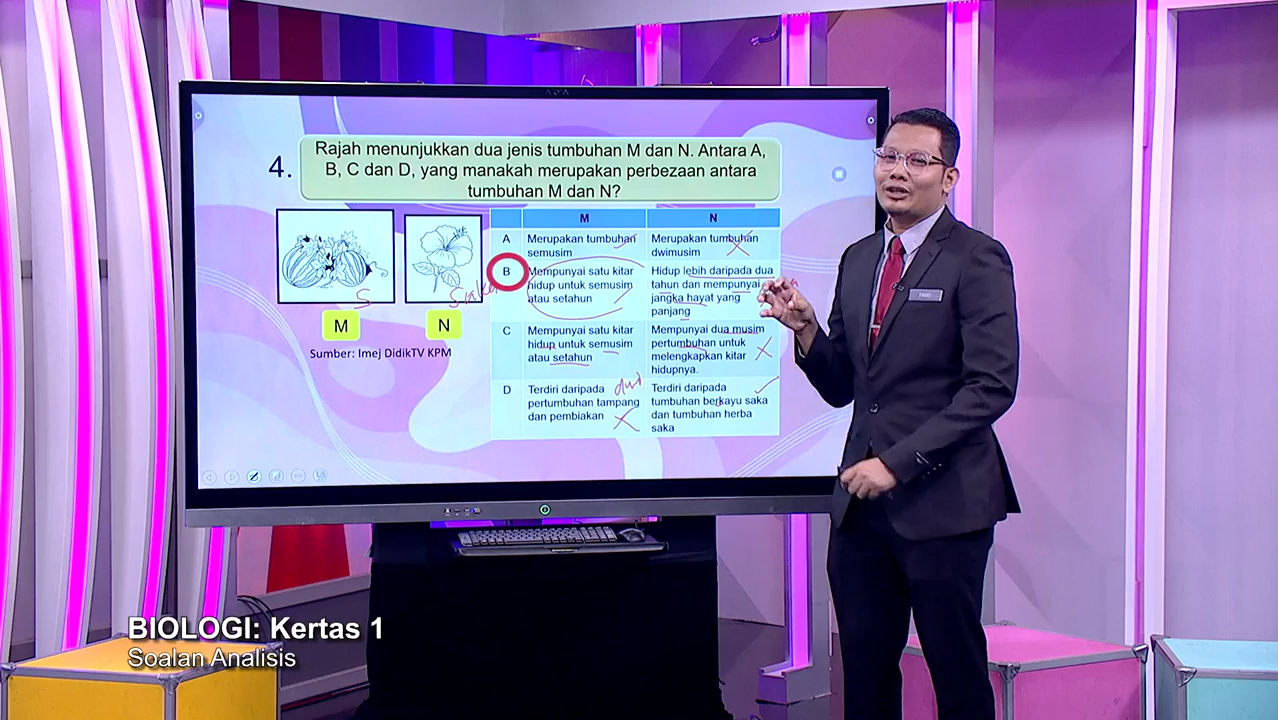 4.
Rajah menunjukkan dua jenis tumbuhan M dan N. Antara A,
B, C dan D, yang manakah merupakan perbezaan antara
tumbuhan M dan N?
M
N
Sumber: Imej DidikTV KPM
S
Saka
M
N
A
Merupakan tumbuhan
semusim
Merupakan tumbuhan
dwimusim
B
Mempunyai satu kitar
hidup untuk semusim
atau setahun
Hidup lebih daripada dua
tahun dan mempunyai
jangka hayat yang
panjang
C
Mempunyai satu kitar
hidup untuk semusim
atau setahun
Mempunyai dua musim
pertumbuhan untuk
melengkapkan kitar
hidupnya.
D
Terdiri daripada
pertumbuhan tampang
dan pembiakan
Terdiri daripada
tumbuhan berkayu saka
dan tumbuhan herba
saka
BIOLOGI: Kertas 1
Soalan Analisis